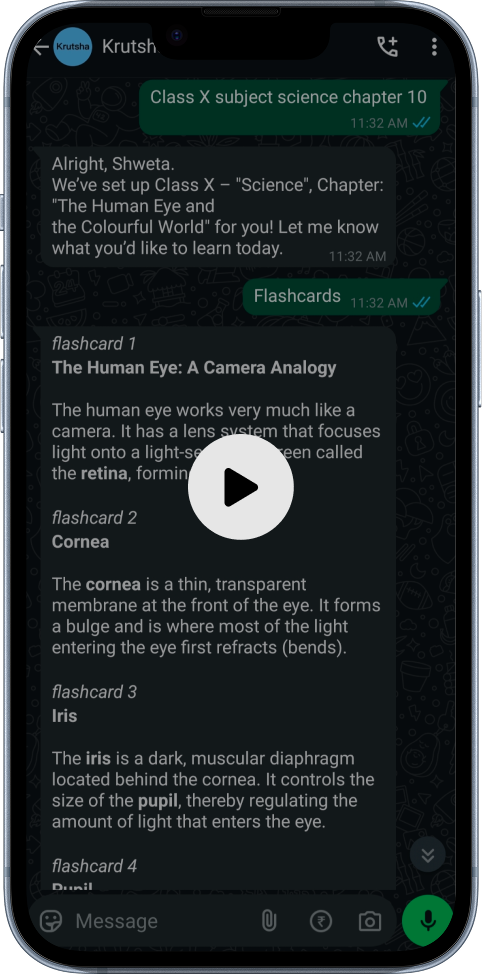 Krutsha
Krutsh
Class X subject science chapter 10
11:32 AM
Alright, Shweta.
We've set up Class X – "Science", Chapter:
"The Human Eye and
the Colourful World" for you! Let me know
what you'd like to learn today.
11:32 AM
Flashcards 11:32 AM
flashcard 1
The Human Eye: A Camera Analogy
The human eye works very much like a
camera. It has a lens system that focuses
light onto a light-se een called
the retina, formin
flashcard 2
Cornea
The cornea is a thin, transparent
membrane at the front of the eye. It forms
a bulge and is where most of the light
entering the eye first refracts (bends).
flashcard 3
Iris
The iris is a dark, muscular diaphragm
located behind the cornea. It controls the
size of the pupil, thereby regulating the
amount of light that enters the eye.
flashcard 4
Pupil
Message